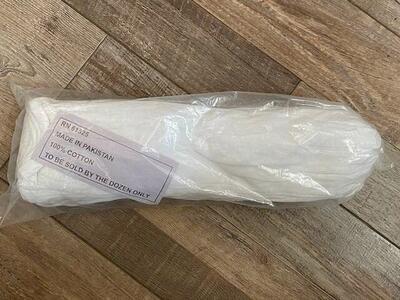 RN 61325
MADE IN PAKISTAN
100% COTTON
TO BE SOLD BY THE DOZEN ONLY